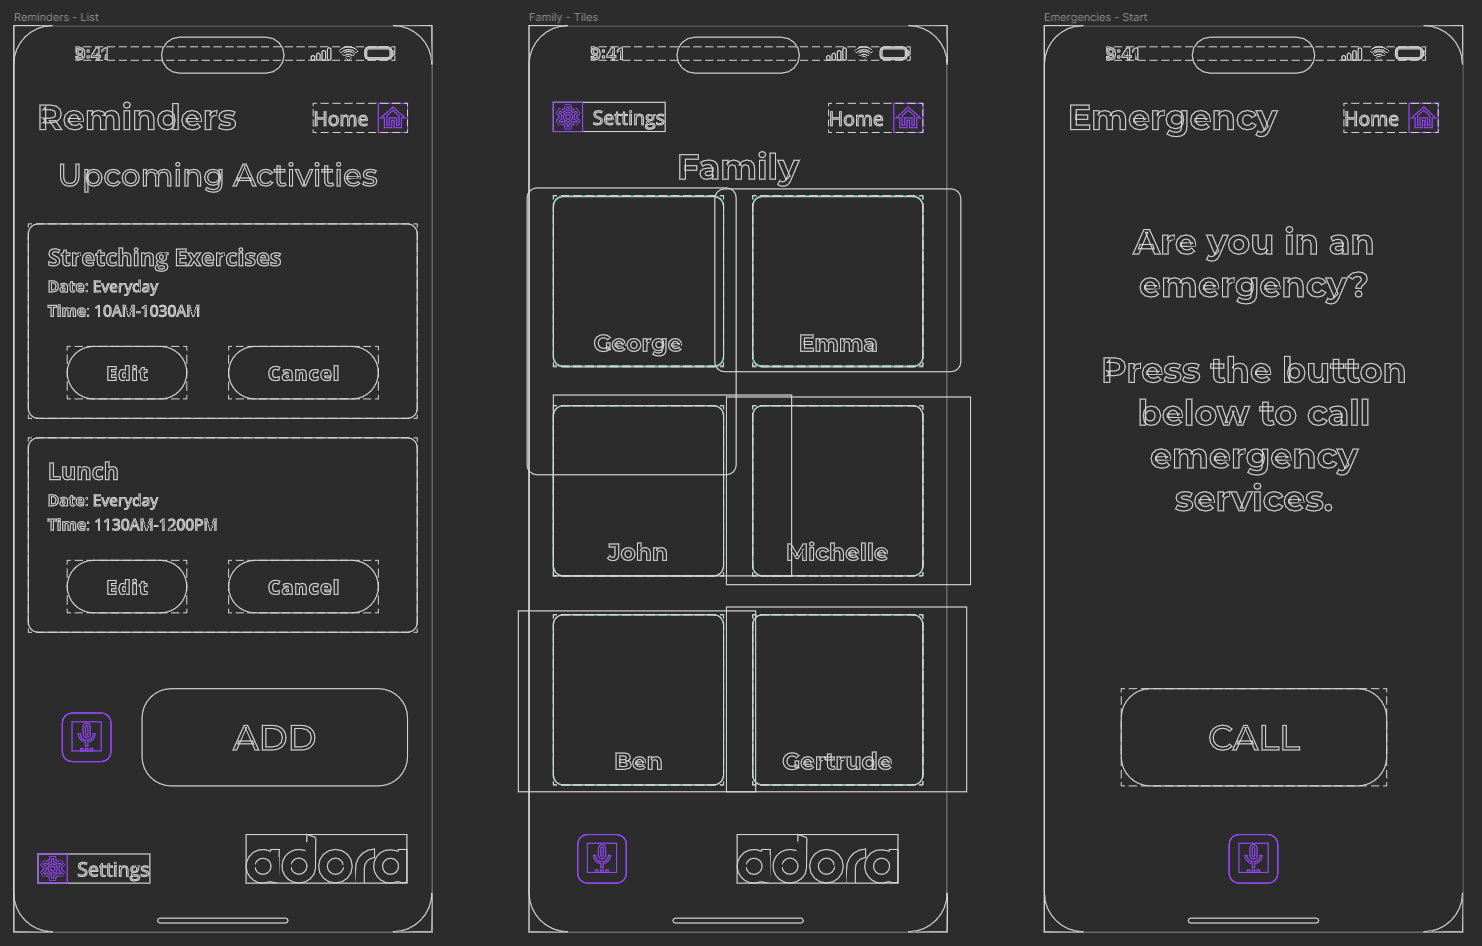 Reminders - List
9:41
Reminders
Home
Upcoming Activities
Stretching Exercises
Date: Everyday
Time: 10AM-1030AM
Edit
Cancel
Lunch
Date: Everyday
Time: 1130AM-1200PM
Edit
Cancel
ADD
Settings
adora
Family - Tiles
9:41
Settings
Home
Family
George
Emma
John
Michelle
Ben
Gertrude
adora
Emergencies - Start
9:41
Emergency
Home
Are you in an
emergency?
Press the button
below to call
emergency
services.
CALL